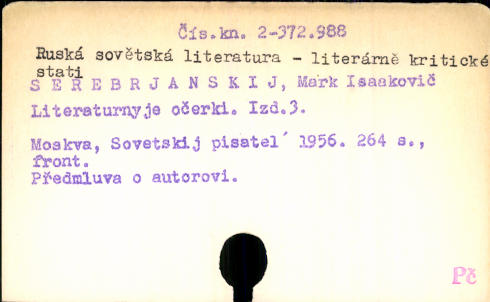 Čís.kn. 2-372.988
Ruská sovětská literatura - literárně kritické
stati
S E R E B R J A N S K I J, Mark Isaakovič
Literaturnyje očerki. Izd.3.
Moskva, Sovetskij pisatel´ 1956. 264 s.,
front.
Předmluva o autorovi.
Pč